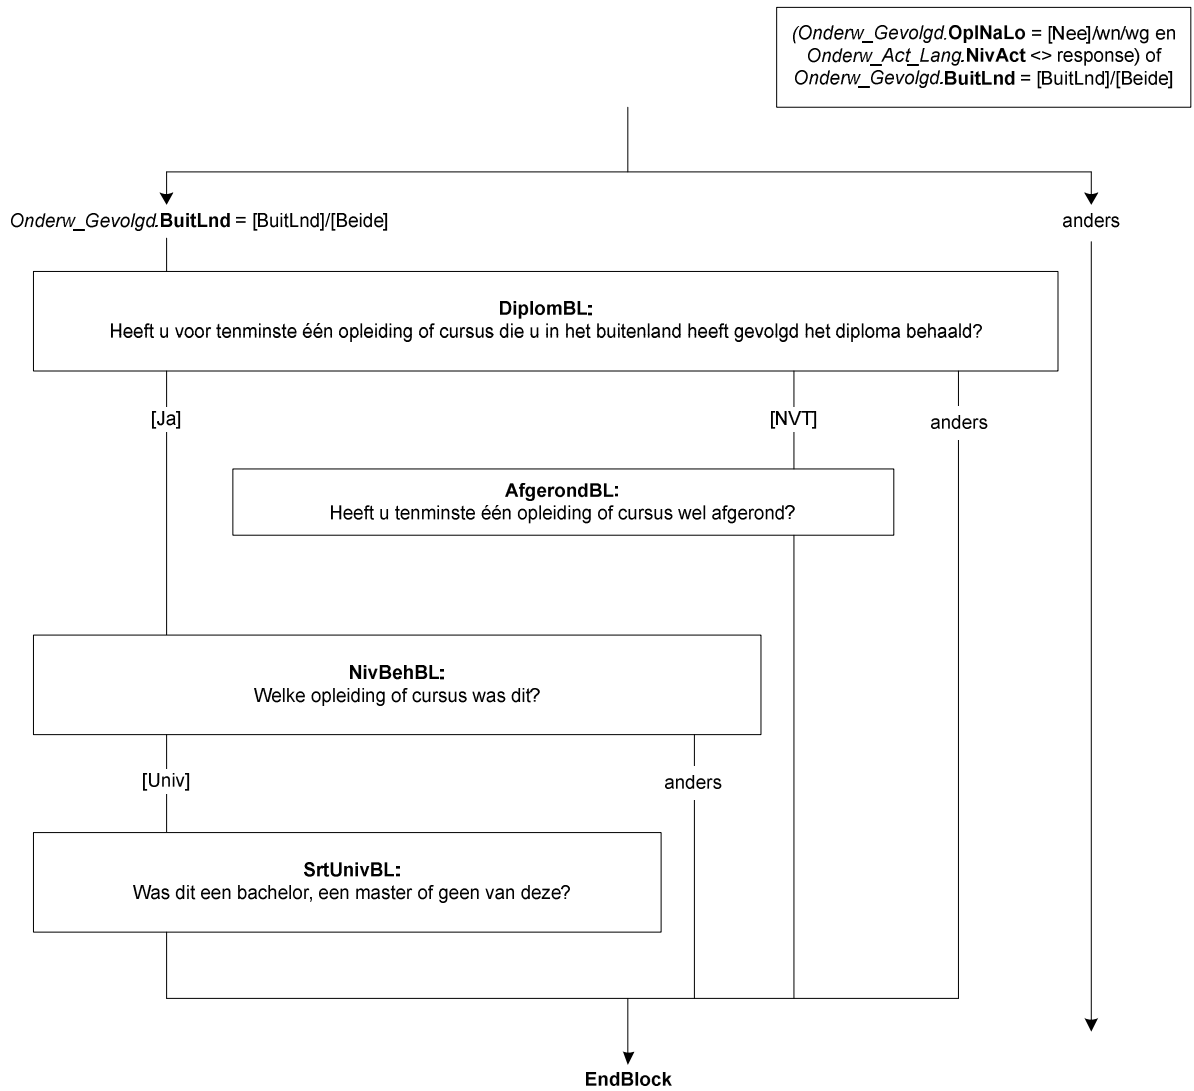 (Onderw_Gevolgd.OplNaLo = [Nee]/wn/wg en
Onderw_Act_Lang.NivAct <> response) of
Onderw_Gevolgd.BuitLnd = [BuitLnd]/[Beide]
Onderw_Gevolgd.BuitLnd = [BuitLnd]/[Beide]
anders
DiplomBL:
Heeft u voor tenminste één opleiding of cursus die u in het buitenland heeft gevolgd het diploma behaald?
[Ja]
[NVT]
anders
AfgerondBL:
Heeft u tenminste één opleiding of cursus wel afgerond?
NivBehBL:
Welke opleiding of cursus was dit?
[Univ]
anders
SrtUnivBL:
Was dit een bachelor, een master of geen van deze?
EndBlock